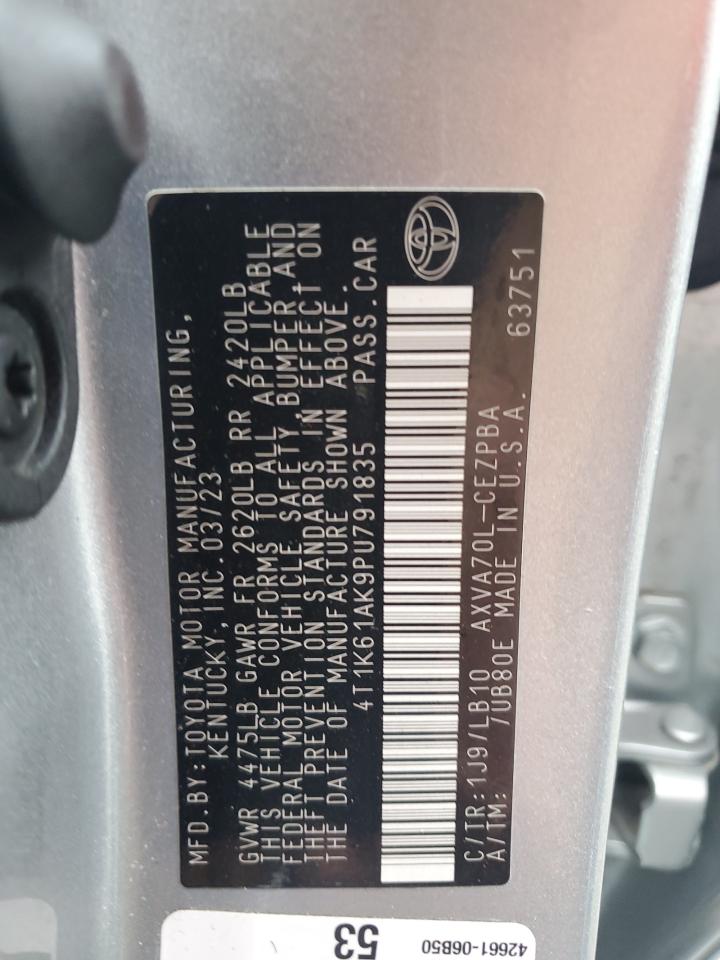 MFD.BY:TOYOTA MOTOR MANUFACTURING,
KENTUCKY, INC. 03/23
GVWR 4475LB GAWR FR 2620LB RR 2420LB
THIS VEHICLE CONFORMS TO ALL APPLICABLE
FEDERAL MOTOR VEHICLE SAFETY,BUMPER,AND
THEFT PREVENTION STANDARDS IN EFFECT ON
THE DATE OF MANUFACTURE SHOWN ABOVE.
4T1K61AK9PU791835 PASS.CAR
C/TR:1J9/LB10 AXVA70L-CEZPBA
A/TM: /UB80E MADE IN U.S.A. 63751
53
42661-06B50